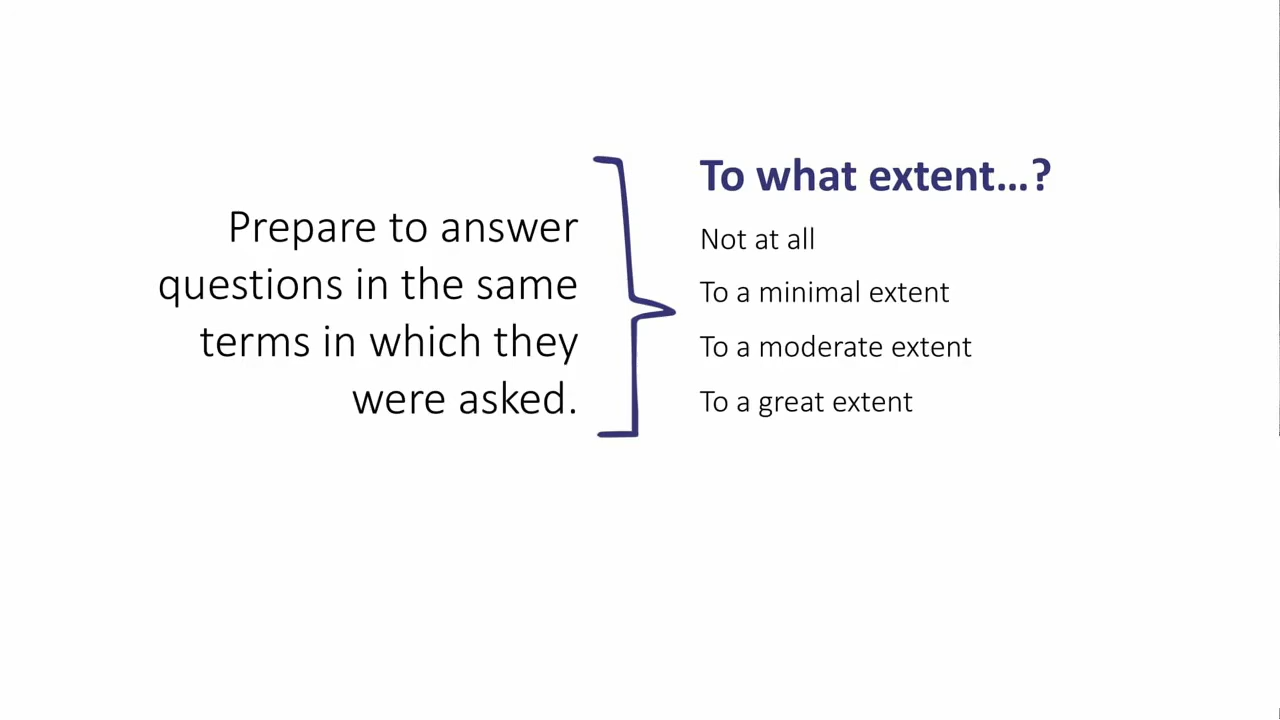 Prepare to answer
questions in the same
terms in which they
were asked.
To what extent...?
Not at all
To a minimal extent
To a moderate extent
To a great extent